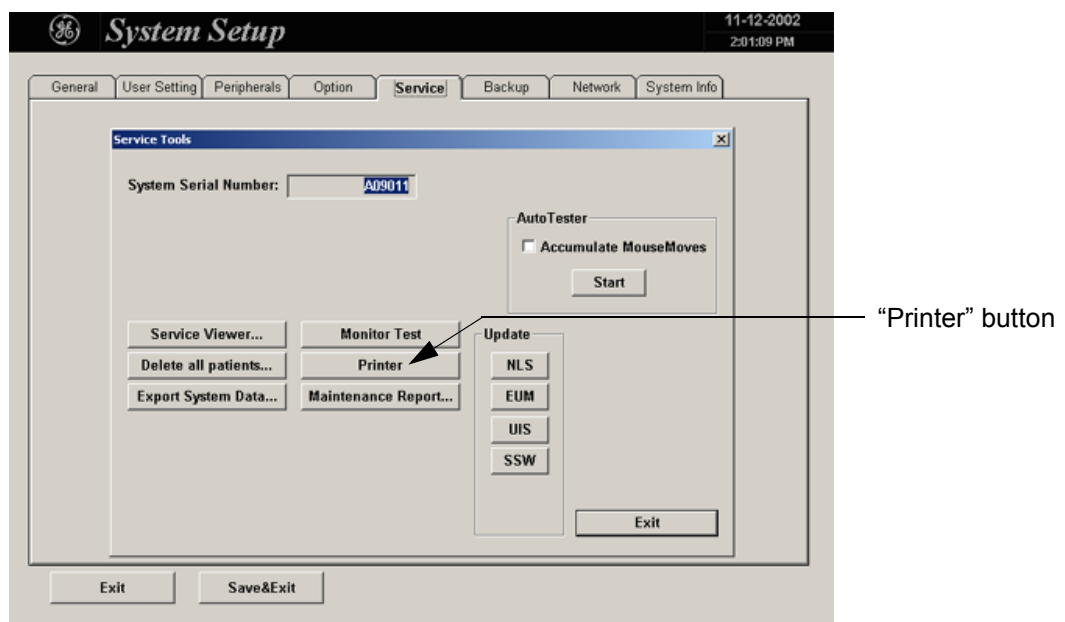 System Setup
11-12-2002
2:01:09 PM
General User Setting Peripherals Option Service Backup Network System Info
Service Tools
System Serial Number: A09011
AutoTester
Accumulate MouseMoves
Start
Service Viewer... Monitor Test Update
Delete all patients... Printer NLS
Export System Data... Maintenance Report... EUM
UIS
SSW
Exit
Exit Save&Exit
“Printer” button